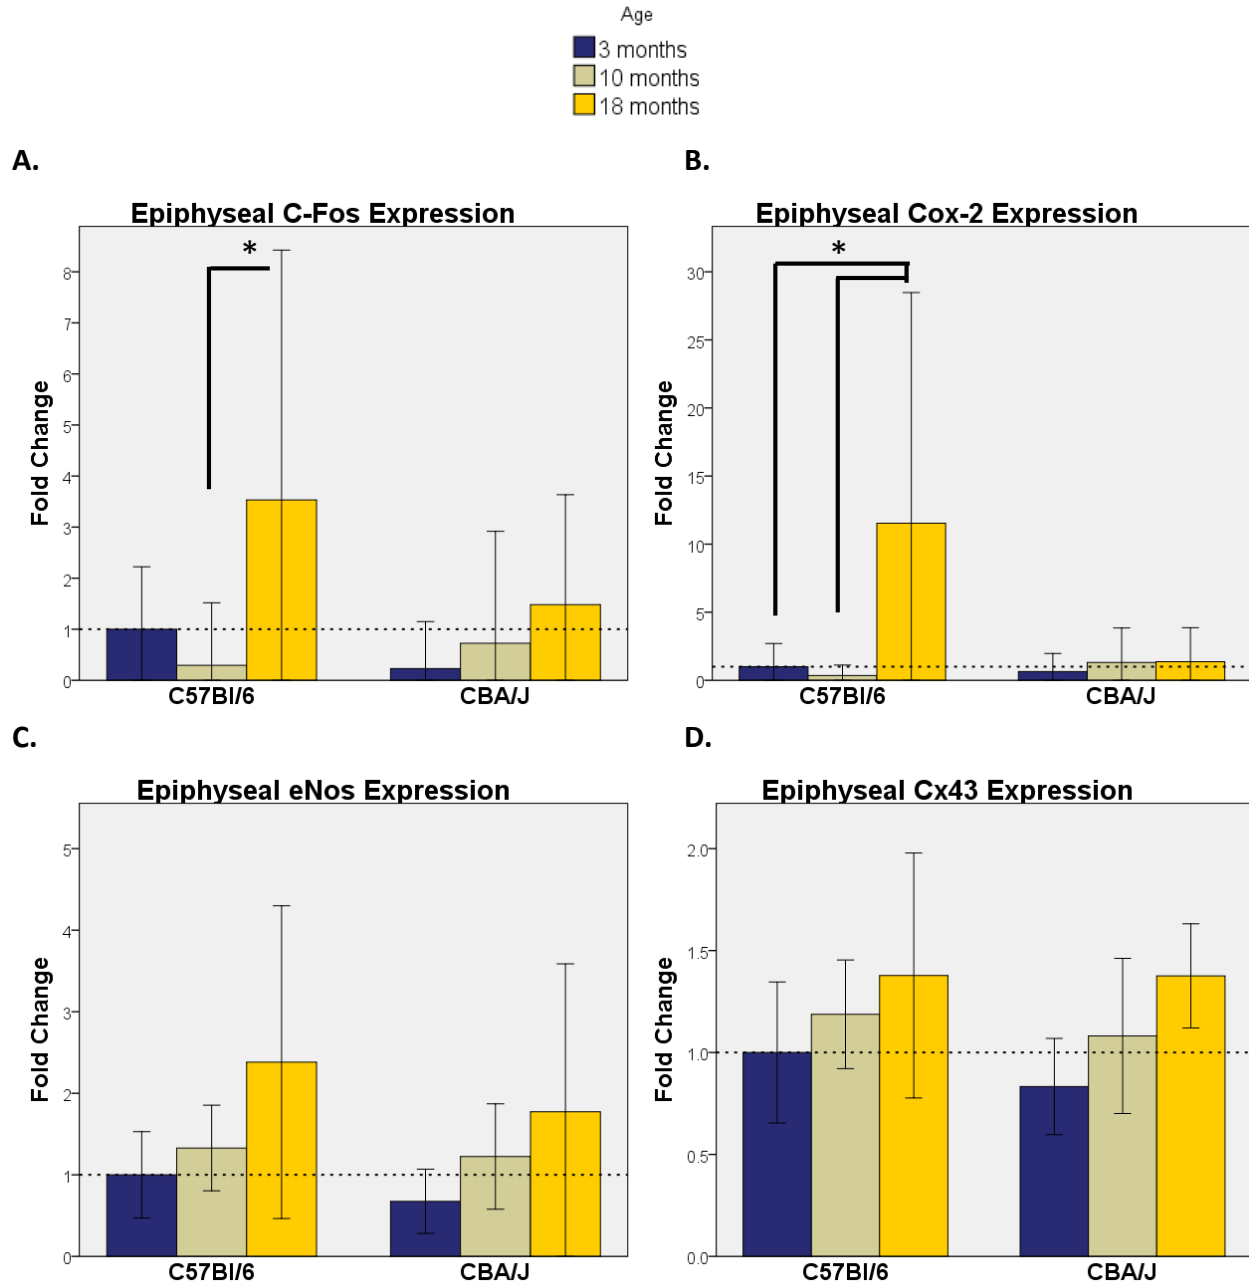 Age
3 months
10 months
18 months
A.
Epiphyseal C-Fos Expression
Fold Change
8
7
6
5
4
3
2
1
0
*
C57Bl/6
CBA/J
B.
Epiphyseal Cox-2 Expression
Fold Change
30
25
20
15
10
5
0
*
C57Bl/6
CBA/J
C.
Epiphyseal eNos Expression
Fold Change
5
4
3
2
1
0
C57Bl/6
CBA/J
D.
Epiphyseal Cx43 Expression
Fold Change
2.0
1.5
1.0
0.5
0.0
C57Bl/6
CBA/J